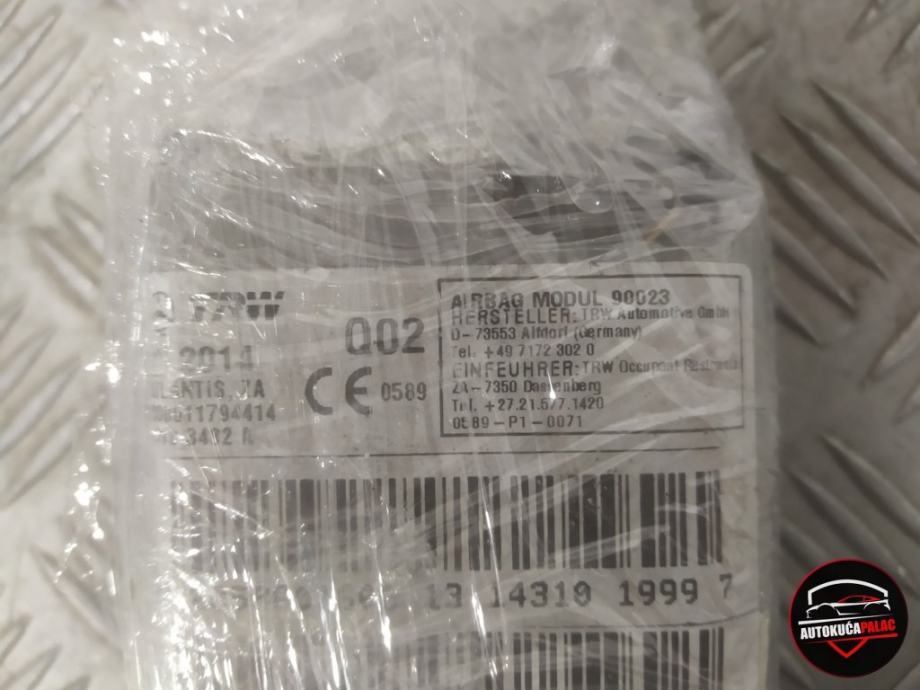 TRW
2014
Q02
CE 0589
AIRBAG MODUL 90023
HERSTELLER: TRW Automotive GmbH
D-73553 Alfdorf (Germany)
Tel. +49 7172 302 0
EINFEUHRER: TRW Occupant
ZA-7350 Dassenberg
Tel. +27.21.577.1420
0589-P1-0071
13 14310 1999 7
AUTOKUĆA PALAC